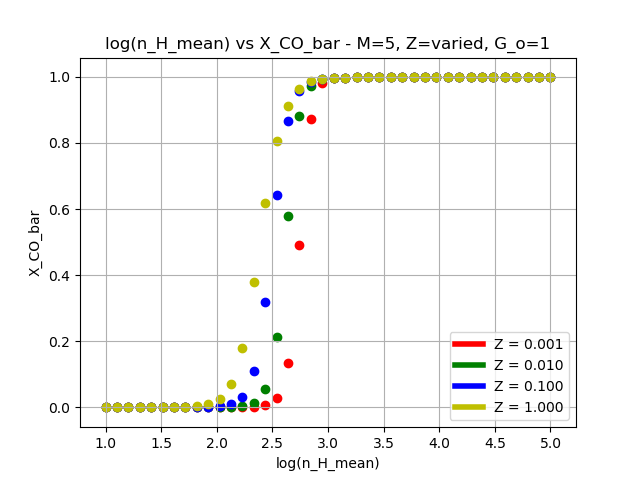 log(n_H_mean) vs X_CO_bar - M=5, Z=varied, G_o=1
1.0
0.8
0.6
0.4
0.2
0.0
X_CO_bar
Z = 0.001
Z = 0.010
Z = 0.100
Z = 1.000
1.0 1.5 2.0 2.5 3.0 3.5 4.0 4.5 5.0
log(n_H_mean)